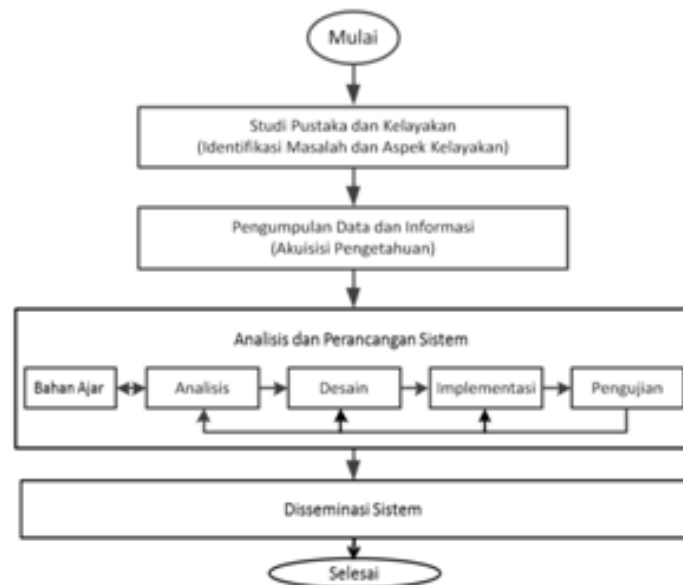 Mulai
Studi Pustaka dan Kelayakan
(Identifikasi Masalah dan Aspek Kelayakan)
Pengumpulan Data dan Informasi
(Akuisisi Pengetahuan)
Analisis dan Perancangan Sistem
Bahan Ajar
Analisis
Desain
Implementasi
Pengujian
Disseminasi Sistem
Selesai